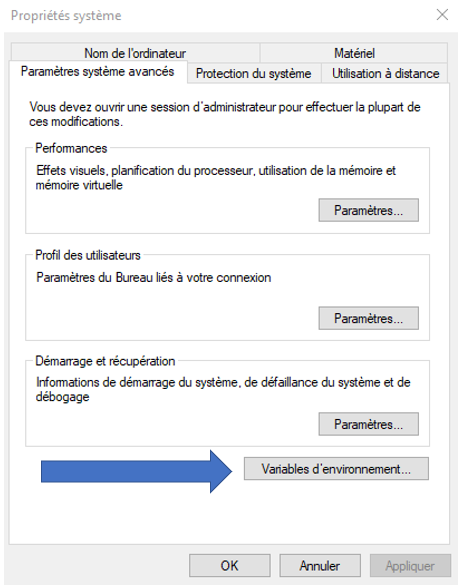 Propriétés système
Nom de l'ordinateur
Matériel
Paramètres système avancés
Protection du système
Utilisation à distance
Vous devez ouvrir une session d'administrateur pour effectuer la plupart de
ces modifications.
Performances
Effets visuels, planification du processeur, utilisation de la mémoire et
mémoire virtuelle
Paramètres...
Profil des utilisateurs
Paramètres du Bureau liés à votre connexion
Paramètres...
Démarrage et récupération
Informations de démarrage du système, de défaillance du système et de
débogage
Paramètres...
Variables d'environnement...
OK
Annuler
Appliquer